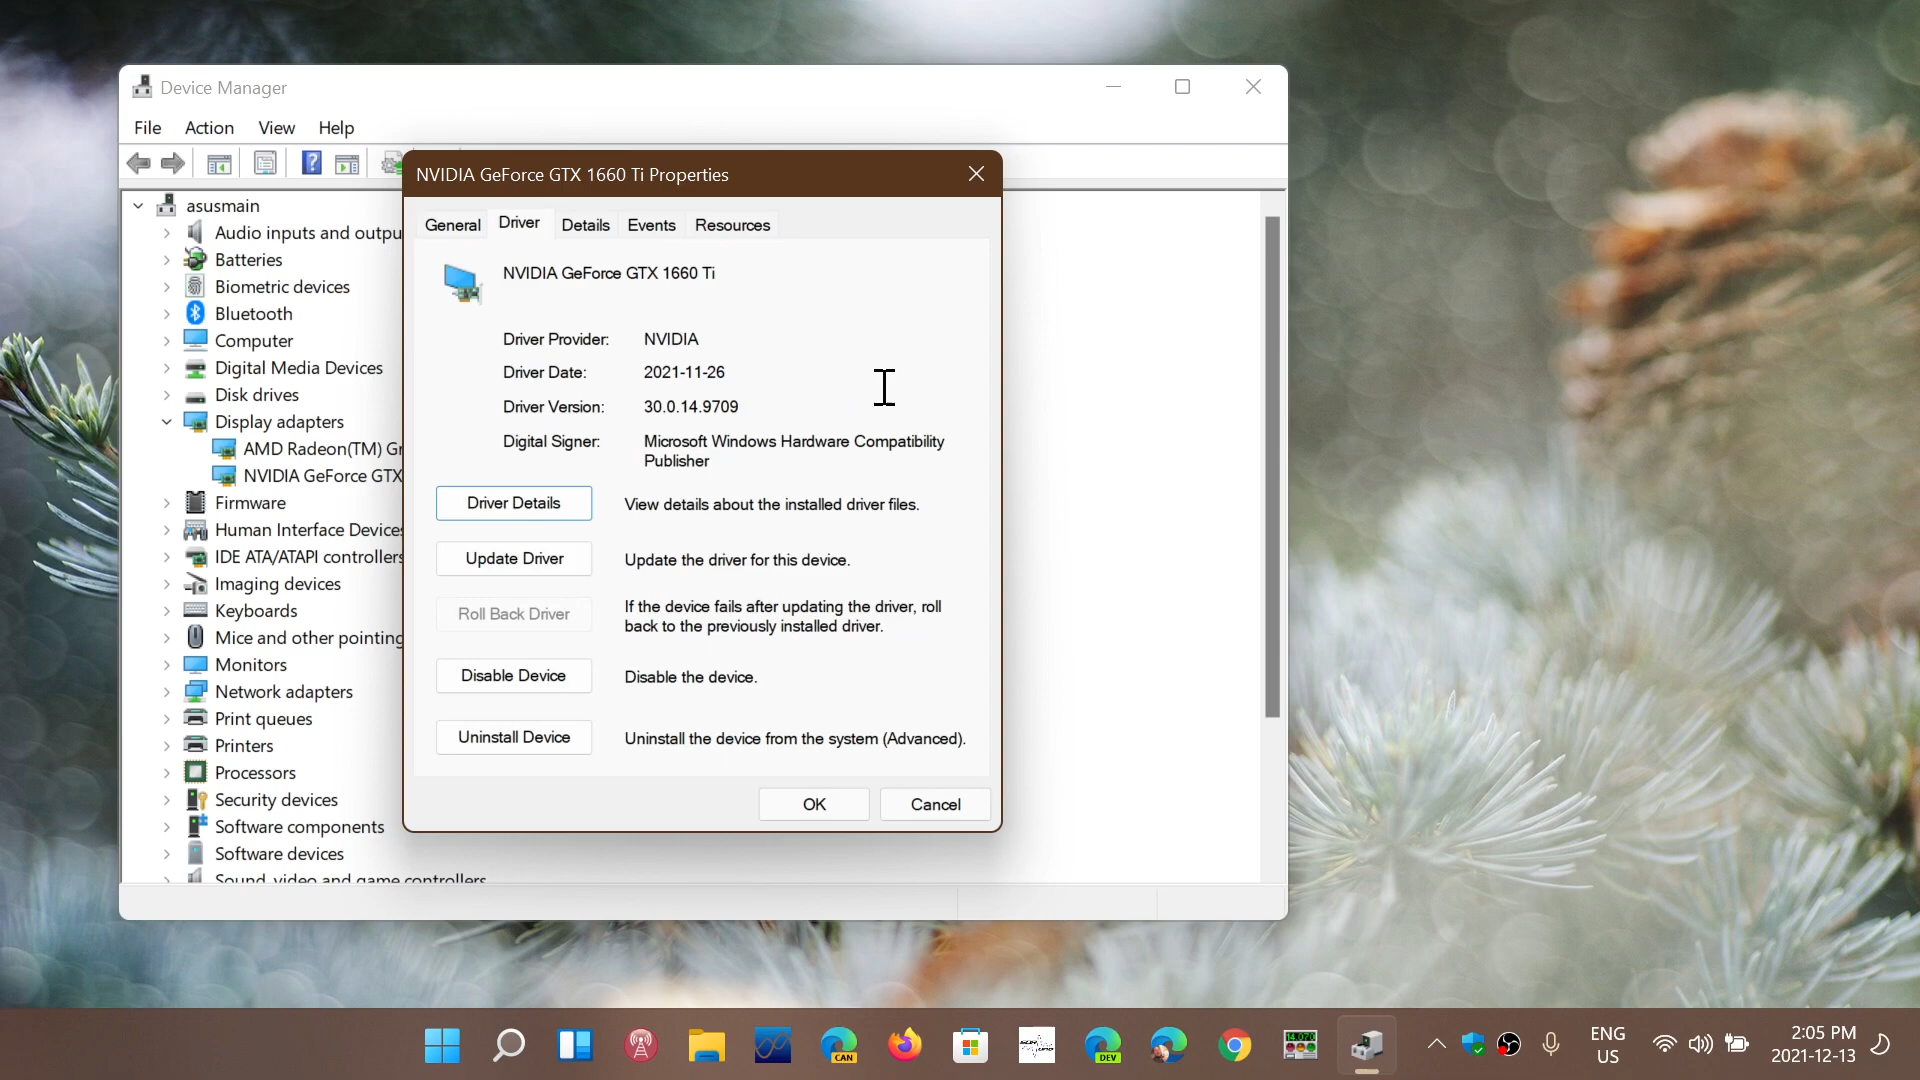 Device Manager
File Action View Help
NVIDIA GeForce GTX 1660 Ti Properties
asusmain
Audio inputs and outpu
Batteries
Biometric devices
Bluetooth
Computer
Digital Media Devices
Disk drives
Display adapters
AMD Radeon(TM) Gr
NVIDIA GeForce GTX
Firmware
Human Interface Devices
IDE ATA/ATAPI controllers
Imaging devices
Keyboards
Mice and other pointing
Monitors
Network adapters
Print queues
Printers
Processors
Security devices
Software components
Software devices
Sound, video and game controllers
General Driver Details Events Resources
NVIDIA GeForce GTX 1660 Ti
Driver Provider: NVIDIA
Driver Date: 2021-11-26
Driver Version: 30.0.14.9709
Digital Signer: Microsoft Windows Hardware Compatibility
Publisher
Driver Details View details about the installed driver files.
Update Driver Update the driver for this device.
Roll Back Driver If the device fails after updating the driver, roll
back to the previously installed driver.
Disable Device Disable the device.
Uninstall Device Uninstall the device from the system (Advanced).
OK Cancel
CAN
DEV
ENG
US
2:05 PM
2021-12-13